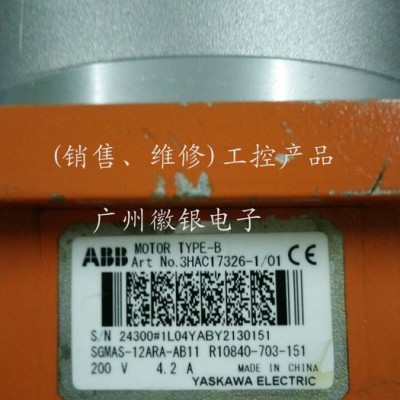 (销售、维修)工控产品
广州徽银电子
ABB MOTOR TYPE-B
Art No.3HAC17326-1/01 CE
S/N 24300#1L04YABY2130151
SGMAS-12ARA-AB11 R10840-703-151
200 V 4.2 A MADE IN CHINA
YASKAWA ELECTRIC